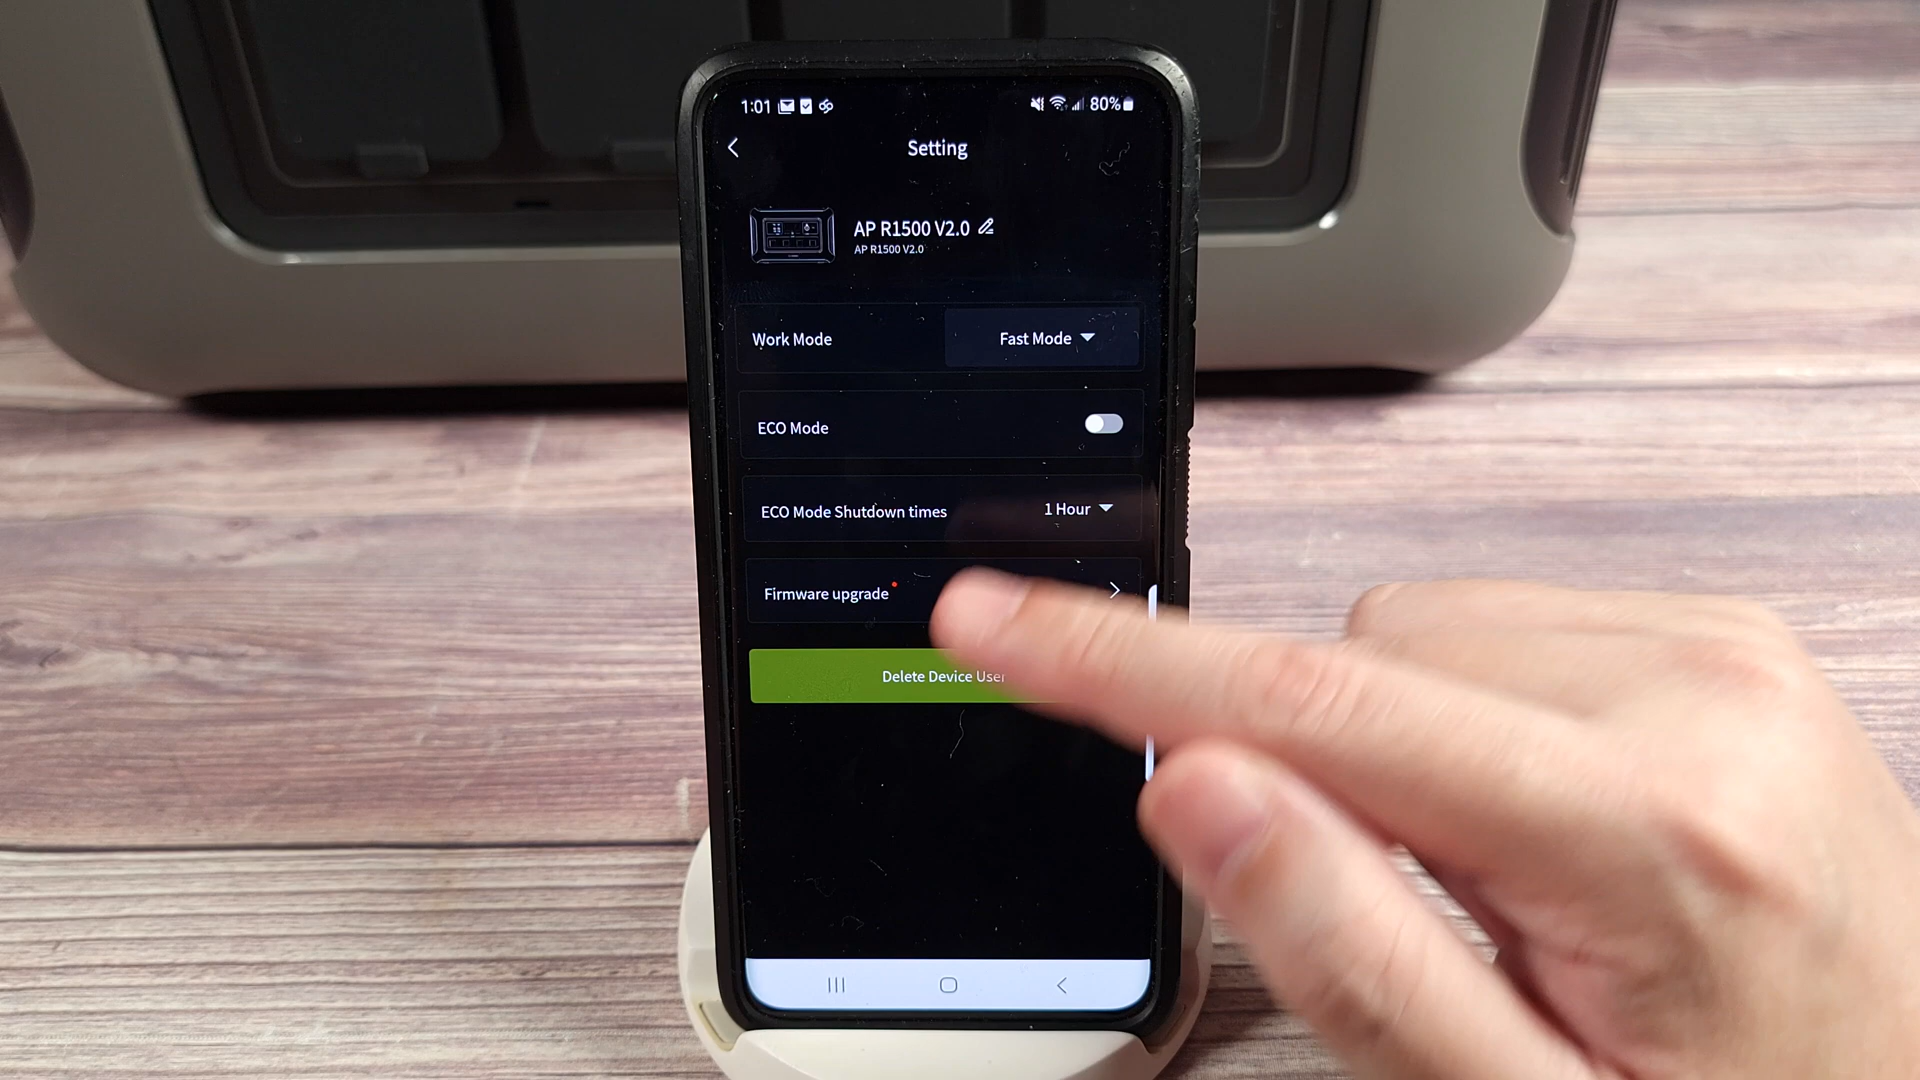 1:01 80%
Setting
AP R1500 V2.0
AP R1500 V2.0
Work Mode Fast Mode
ECO Mode
ECO Mode Shutdown times 1 Hour
Firmware upgrade
Delete Device User